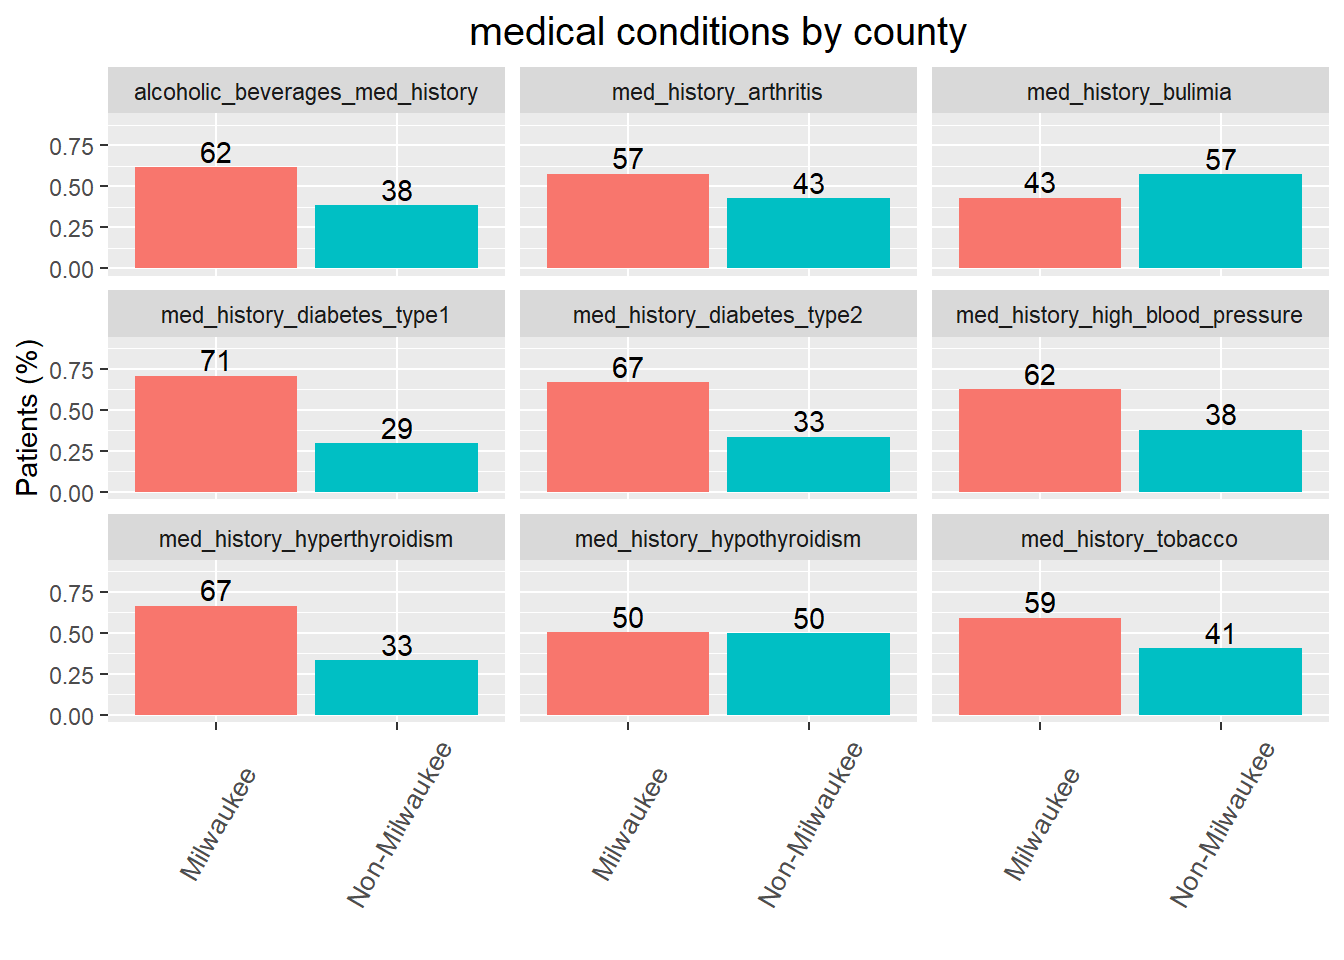 medical conditions by county
alcoholic_beverages_med_history med_history_arthritis med_history_bulimia
0.75
0.50
0.25
0.00
62 38 57 43 43 57
med_history_diabetes_type1 med_history_diabetes_type2 med_history_high_blood_pressure
0.75
0.50
0.25
0.00
71 29 67 33 62 38
Patients (%)
med_history_hyperthyroidism med_history_hypothyroidism med_history_tobacco
0.75
0.50
0.25
0.00
67 33 50 50 59 41
Milwaukee Non-Milwaukee Milwaukee Non-Milwaukee Milwaukee Non-Milwaukee